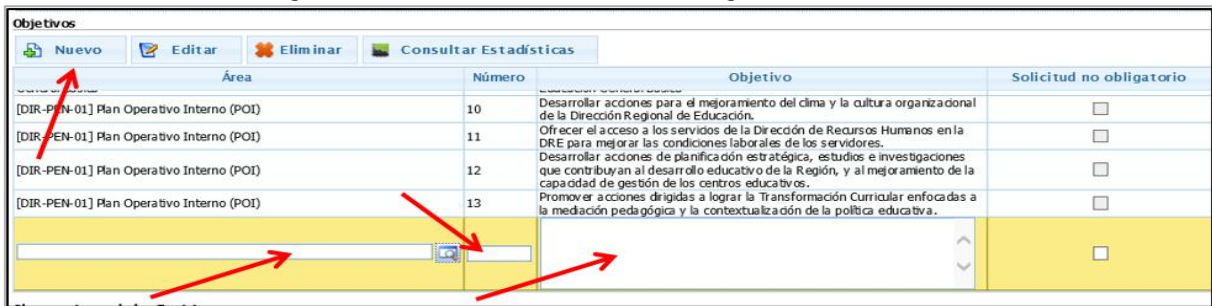 Objetivos
Nuevo Editar Eliminar Consultar Estadísticas
Área Número Objetivo Solicitud no obligatorio
[DIR-PEN-01] Plan Operativo Interno (POI) 10 Desarrollar acciones para el mejoramiento del clima y la cultura organizacional
de la Dirección Regional de Educación.
[DIR-PEN-01] Plan Operativo Interno (POI) 11 Ofrecer el acceso a los servicios de la Dirección de Recursos Humanos en la
DRE para mejorar las condiciones laborales de los servidores.
[DIR-PEN-01] Plan Operativo Interno (POI) 12 Desarrollar acciones de planificación estratégica, estudios e investigaciones
que contribuyan al desarrollo educativo de la Región, y al mejoramiento de la
capacidad de gestión de los centros educativos.
[DIR-PEN-01] Plan Operativo Interno (POI) 13 Promover acciones dirigidas a lograr la Transformación Curricular enfocadas a
la mediación pedagógica y la contextualización de la política educativa.